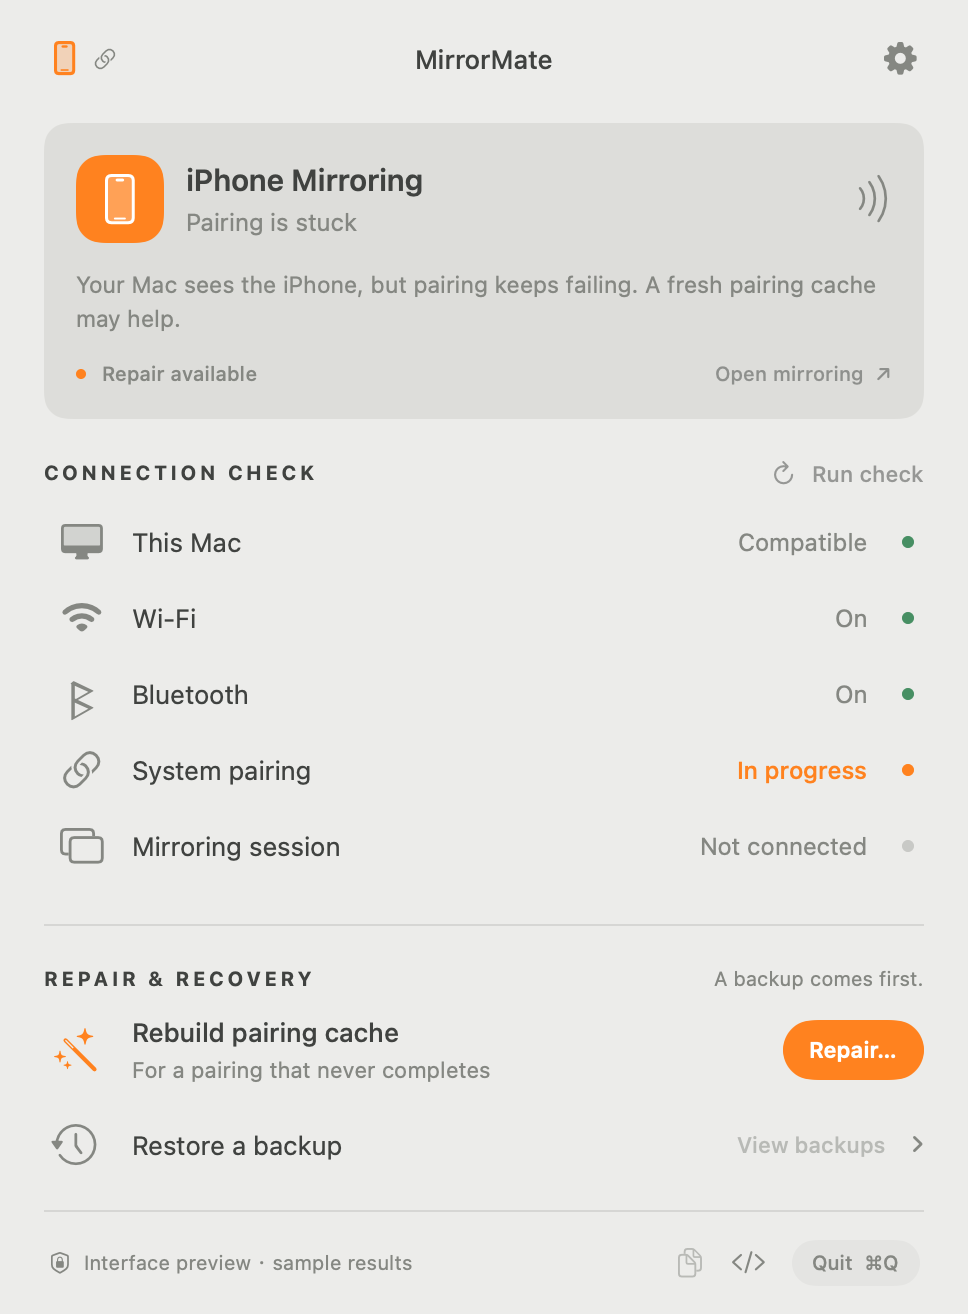 MirrorMate
iPhone Mirroring
Pairing is stuck
Your Mac sees the iPhone, but pairing keeps failing. A fresh pairing cache
may help.
Repair available
Open mirroring ↗
CONNECTION CHECK
Run check
This Mac
Compatible
Wi-Fi
On
Bluetooth
On
System pairing
In progress
Mirroring session
Not connected
REPAIR & RECOVERY
A backup comes first.
Rebuild pairing cache
For a pairing that never completes
Repair...
Restore a backup
View backups
Interface preview · sample results
</>
Quit ⌘Q